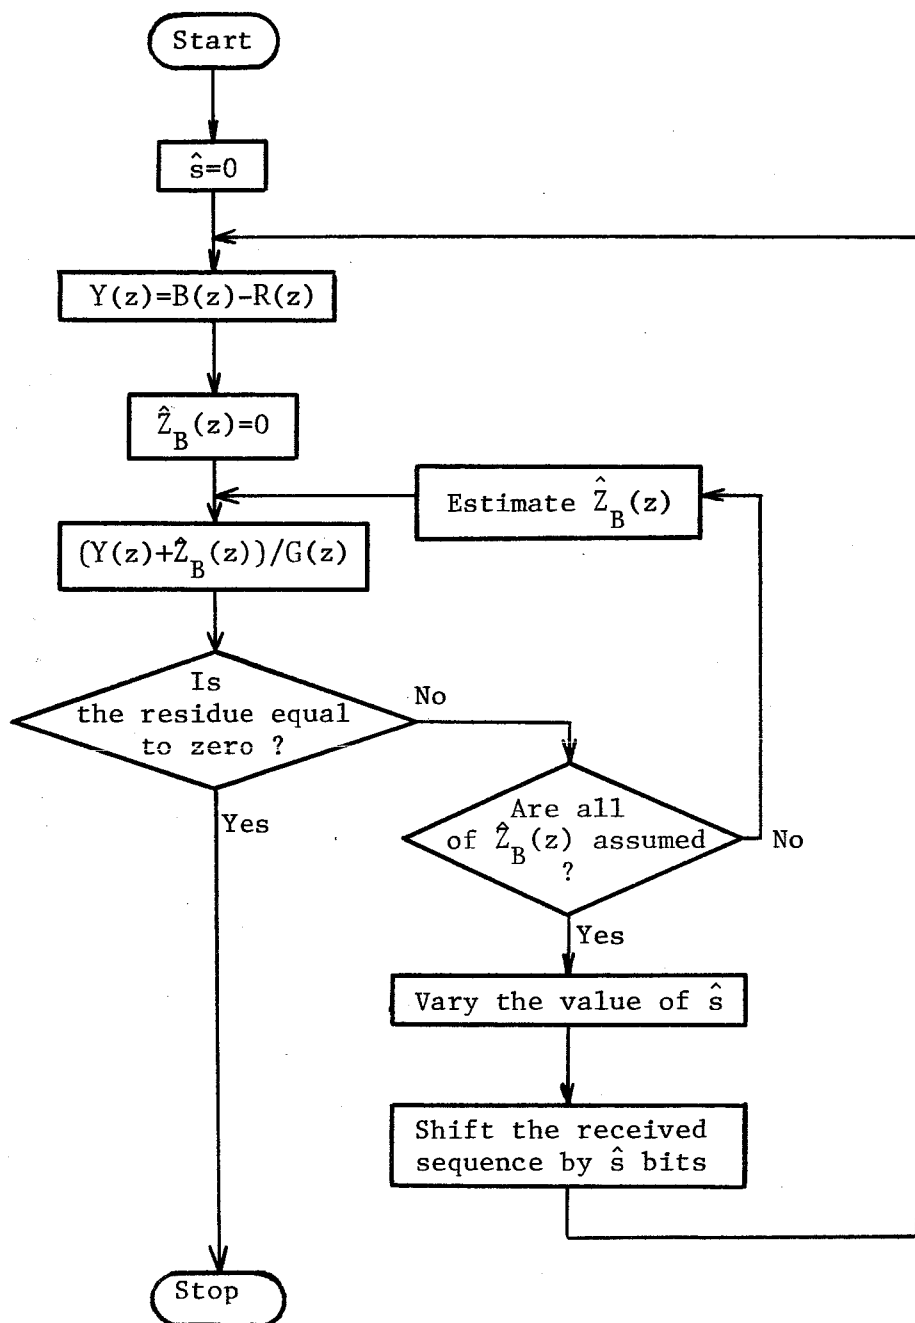 Start
ŝ=0
Y(z)=B(z)-R(z)
Ẑ_B(z)=0
Estimate Ẑ_B(z)
(Y(z)+Ẑ_B(z))/G(z)
Is
the residue equal
to zero ?
No
Yes
Are all
of Ẑ_B(z) assumed
?
No
Yes
Vary the value of ŝ
Shift the received
sequence by ŝ bits
Stop